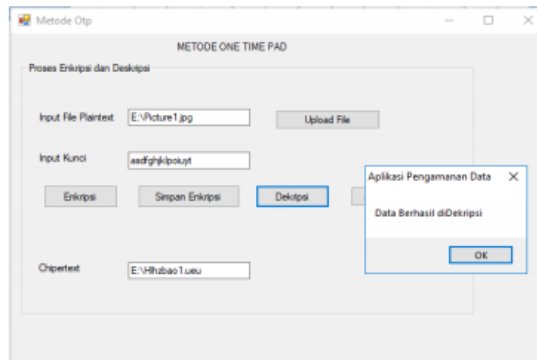 Metode Otp
METODE ONE TIME PAD
Proses Enkripsi dan Deskripsi
Input File Plaintext E:\Picture1.jpg Upload File
Input Kunci asdfghjklpoiuyt
Aplikasi Pengamanan Data
Enkripsi Simpan Enkripsi Dekripsi
Data Berhasil diDekripsi
OK
Chipertext E:\Hlhzbao1.ueu